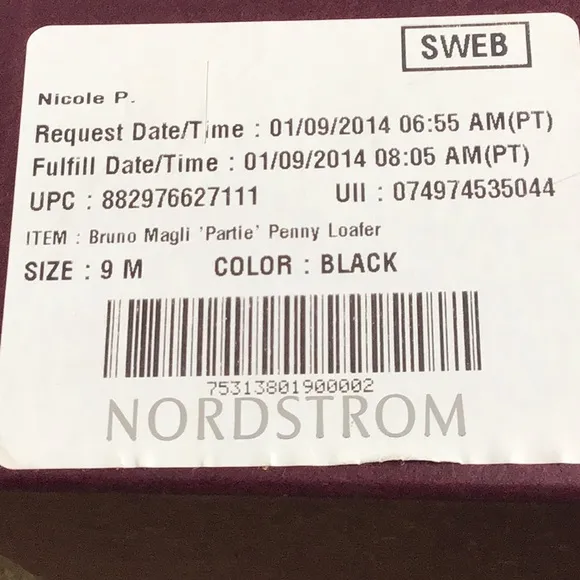 SWEB
Nicole P.
Request Date/Time : 01/09/2014 06:55 AM(PT)
Fulfill Date/Time : 01/09/2014 08:05 AM(PT)
UPC : 882976627111 UII : 074974535044
ITEM : Bruno Magli 'Partie' Penny Loafer
SIZE : 9 M COLOR : BLACK
75313801900002
NORDSTROM